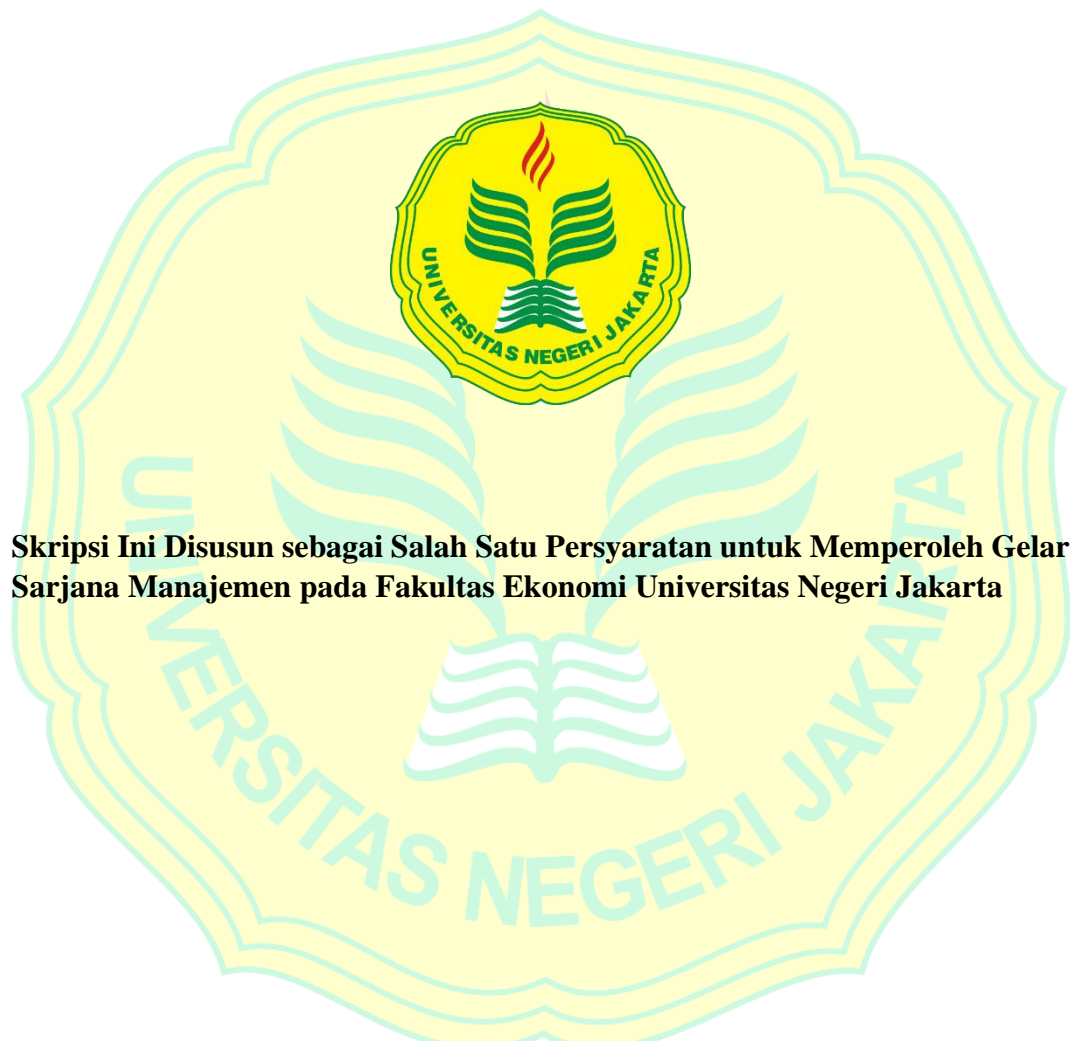 UNIVERSITAS NEGERI JAKARTA
Skripsi Ini Disusun sebagai Salah Satu Persyaratan untuk Memperoleh Gelar
Sarjana Manajemen pada Fakultas Ekonomi Universitas Negeri Jakarta
UNIVERSITAS NEGERI JAKARTA